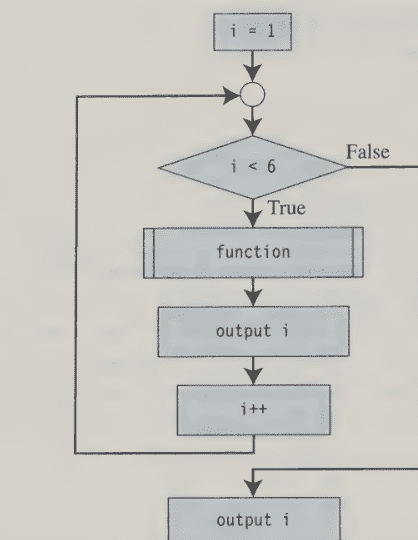 i = 1
i < 6
False
True
function
output i
i++
output i